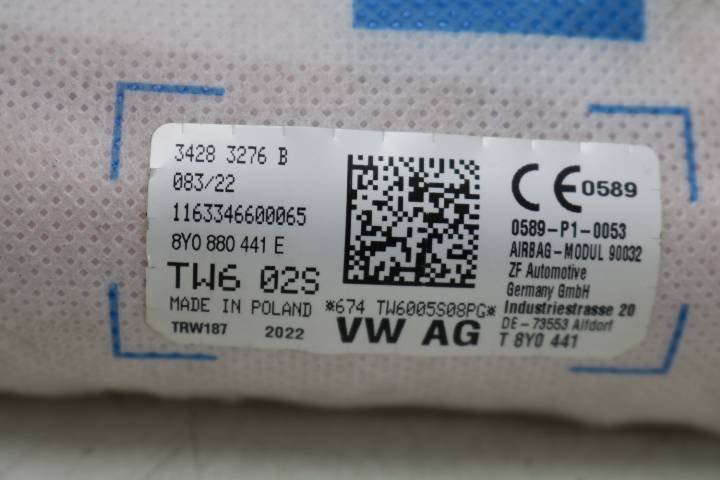 3428 3276 B
083/22
1163346600065
8Y0 880 441 E
TW6 02S
MADE IN POLAND *674 TW6005S08PG*
TRW187 2022 VW AG
CE 0589
0589-P1-0053
AIRBAG-MODUL 90032
ZF Automotive
Germany GmbH
Industriestrasse 20
DE-73553 Alfdorf
T 8Y0 441